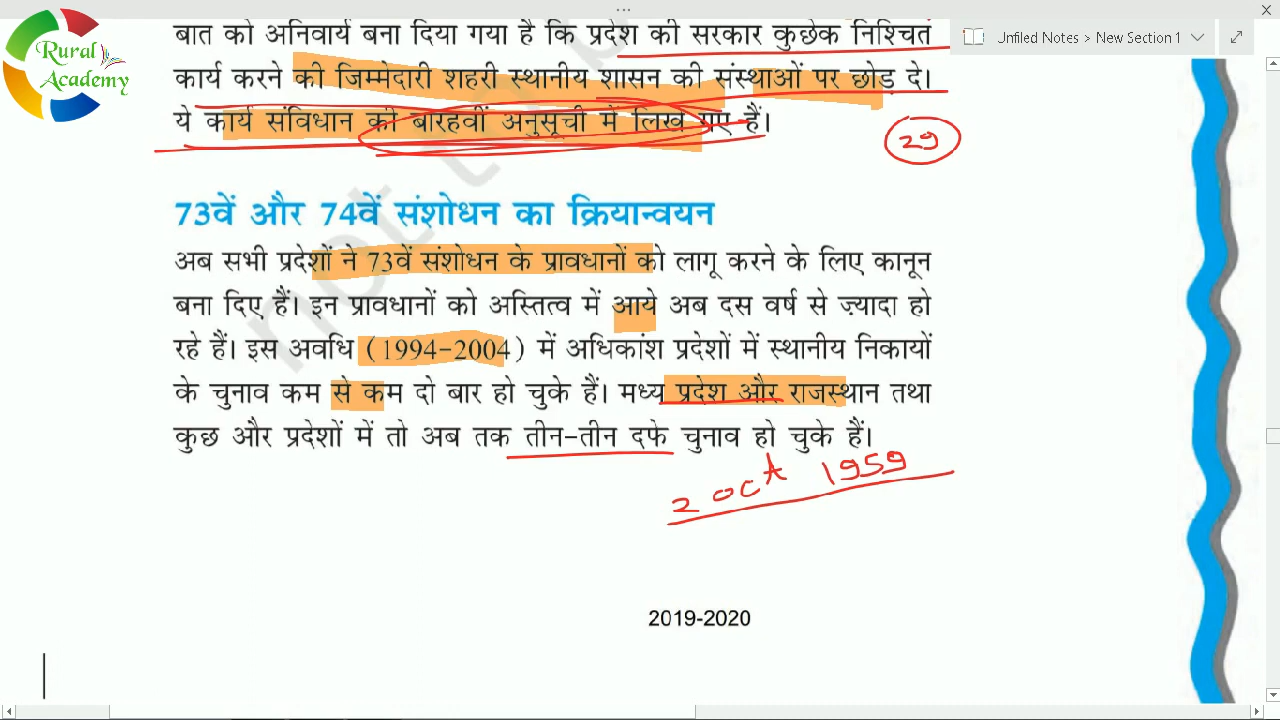 ...
Rural
Academy
Jnfiled Notes > New Section 1
बात को अनिवार्य बना दिया गया है कि प्रदेश की सरकार कुछेक निश्चित
कार्य करने की जिम्मेदारी शहरी स्थानीय शासन की संस्थाओं पर छोड़ दे।
ये कार्य संविधान की बारहवीं अनुसूची में लिखे गए हैं।
29
73वें और 74वें संशोधन का क्रियान्वयन
अब सभी प्रदेशों ने 73वें संशोधन के प्रावधानों को लागू करने के लिए कानून
बना दिए हैं। इन प्रावधानों को अस्तित्व में आये अब दस वर्ष से ज़्यादा हो
रहे हैं। इस अवधि (1994-2004) में अधिकांश प्रदेशों में स्थानीय निकायों
के चुनाव कम से कम दो बार हो चुके हैं। मध्य प्रदेश और राजस्थान तथा
कुछ और प्रदेशों में तो अब तक तीन-तीन दफे चुनाव हो चुके हैं।
2 oct 1959
2019-2020